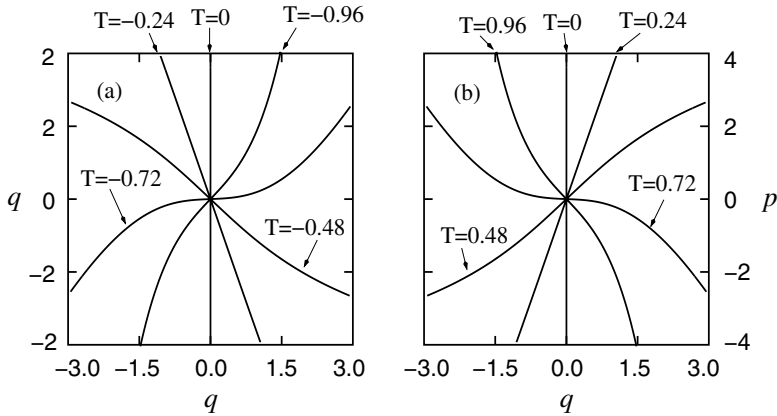 T=−0.24 T=0 T=−0.96 T=0.96 T=0 T=0.24
2 (a) (b) 4
2 2
T=−0.72 T=0.72
q 0 0 p
T=−0.48 T=0.48
−2 −2
−2 −4
−3.0 −1.5 0.0 1.5 3.0 −3.0 −1.5 0.0 1.5 3.0
q q